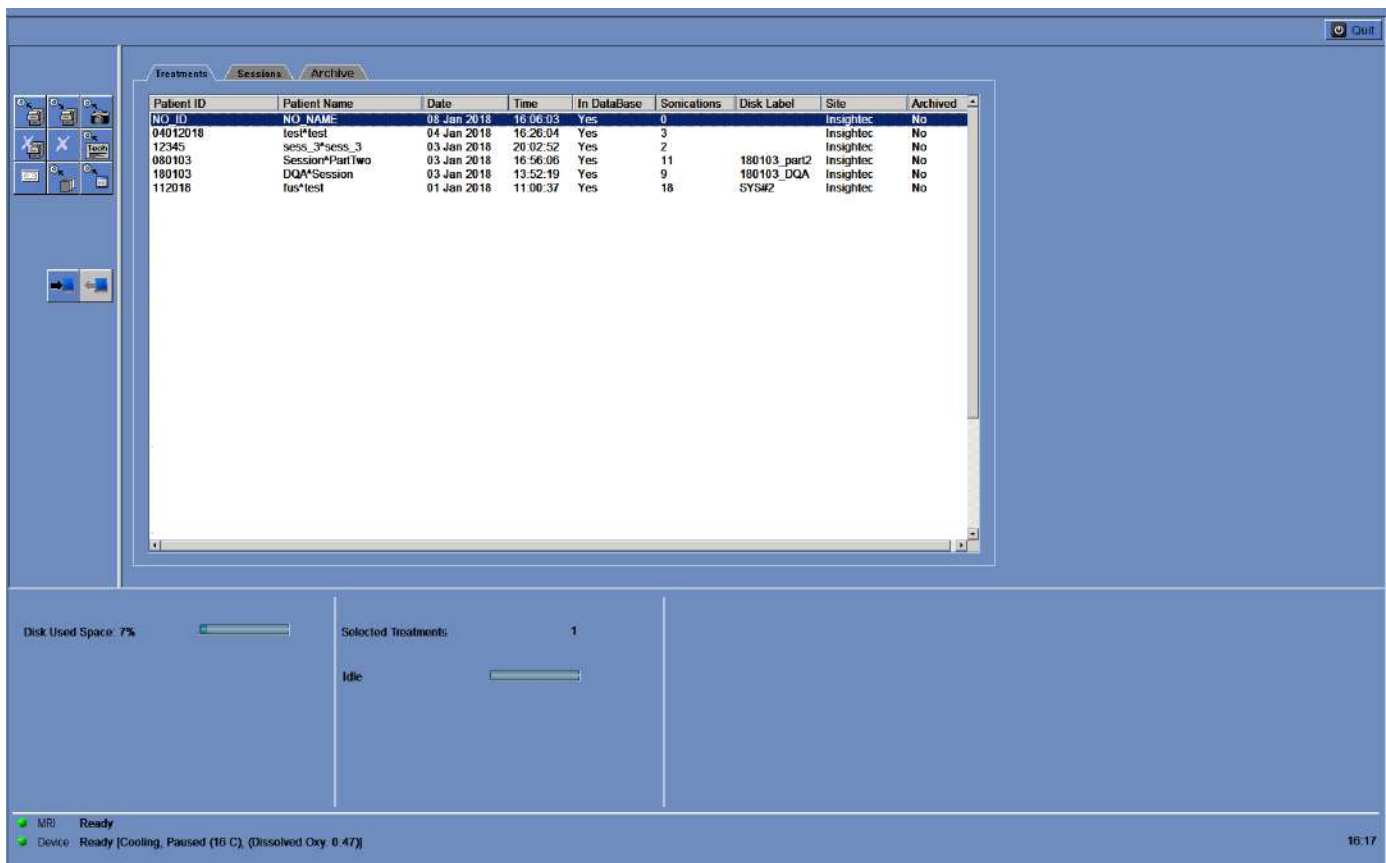 Quit
Treatments Sessions Archive
Patient ID Patient Name Date Time In DataBase Sonications Disk Label Site Archived
NO_ID NO_NAME 08 Jan 2018 16:06:03 Yes 0 Insightec No
04012018 test^test 04 Jan 2018 16:26:04 Yes 3 Insightec No
12345 sess_3^sess_3 03 Jan 2018 20:02:52 Yes 2 Insightec No
080103 Session^PartTwo 03 Jan 2018 16:56:06 Yes 11 180103_part2 Insightec No
180103 DQA^Session 03 Jan 2018 13:52:19 Yes 9 180103_DQA Insightec No
112018 fus^test 01 Jan 2018 11:00:37 Yes 18 SYS#2 Insightec No
Tech
Disk Used Space: 7% Selected Treatments 1
Idle
MRI Ready
Device Ready [Cooling, Paused (16 C), (Dissolved Oxy. 0.47)] 16:17